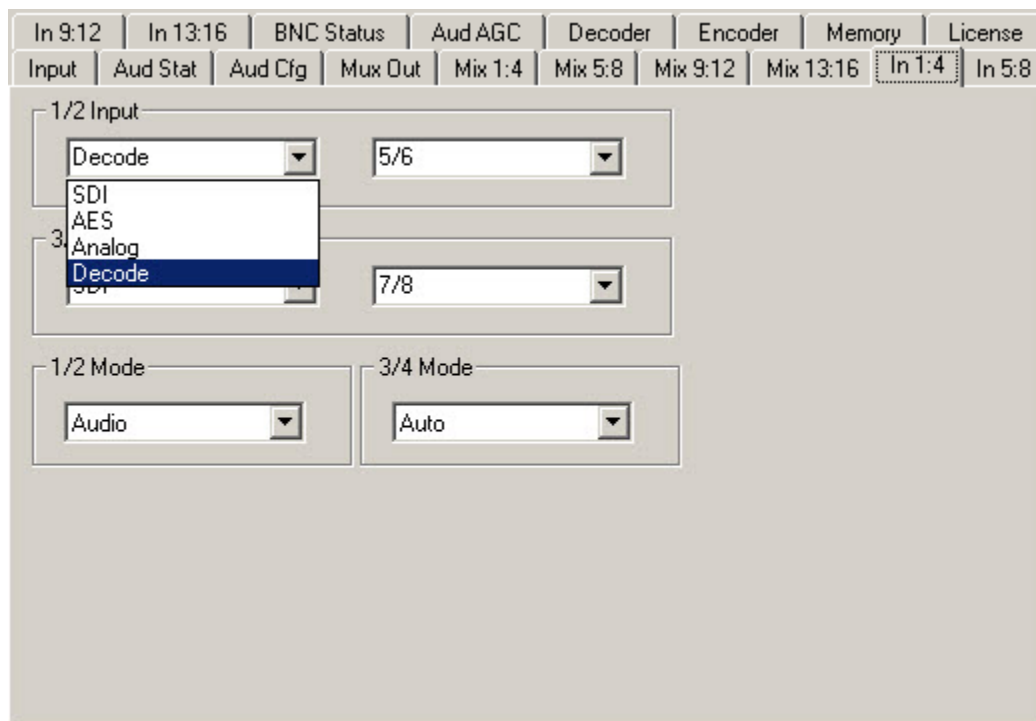 In 9:12 In 13:16 BNC Status Aud AGC Decoder Encoder Memory License
Input Aud Stat Aud Cfg Mux Out Mix 1:4 Mix 5:8 Mix 9:12 Mix 13:16 In 1:4 In 5:8
1/2 Input
Decode 5/6
SDI
AES
Analog
Decode
SDI 7/8
1/2 Mode 3/4 Mode
Audio Auto